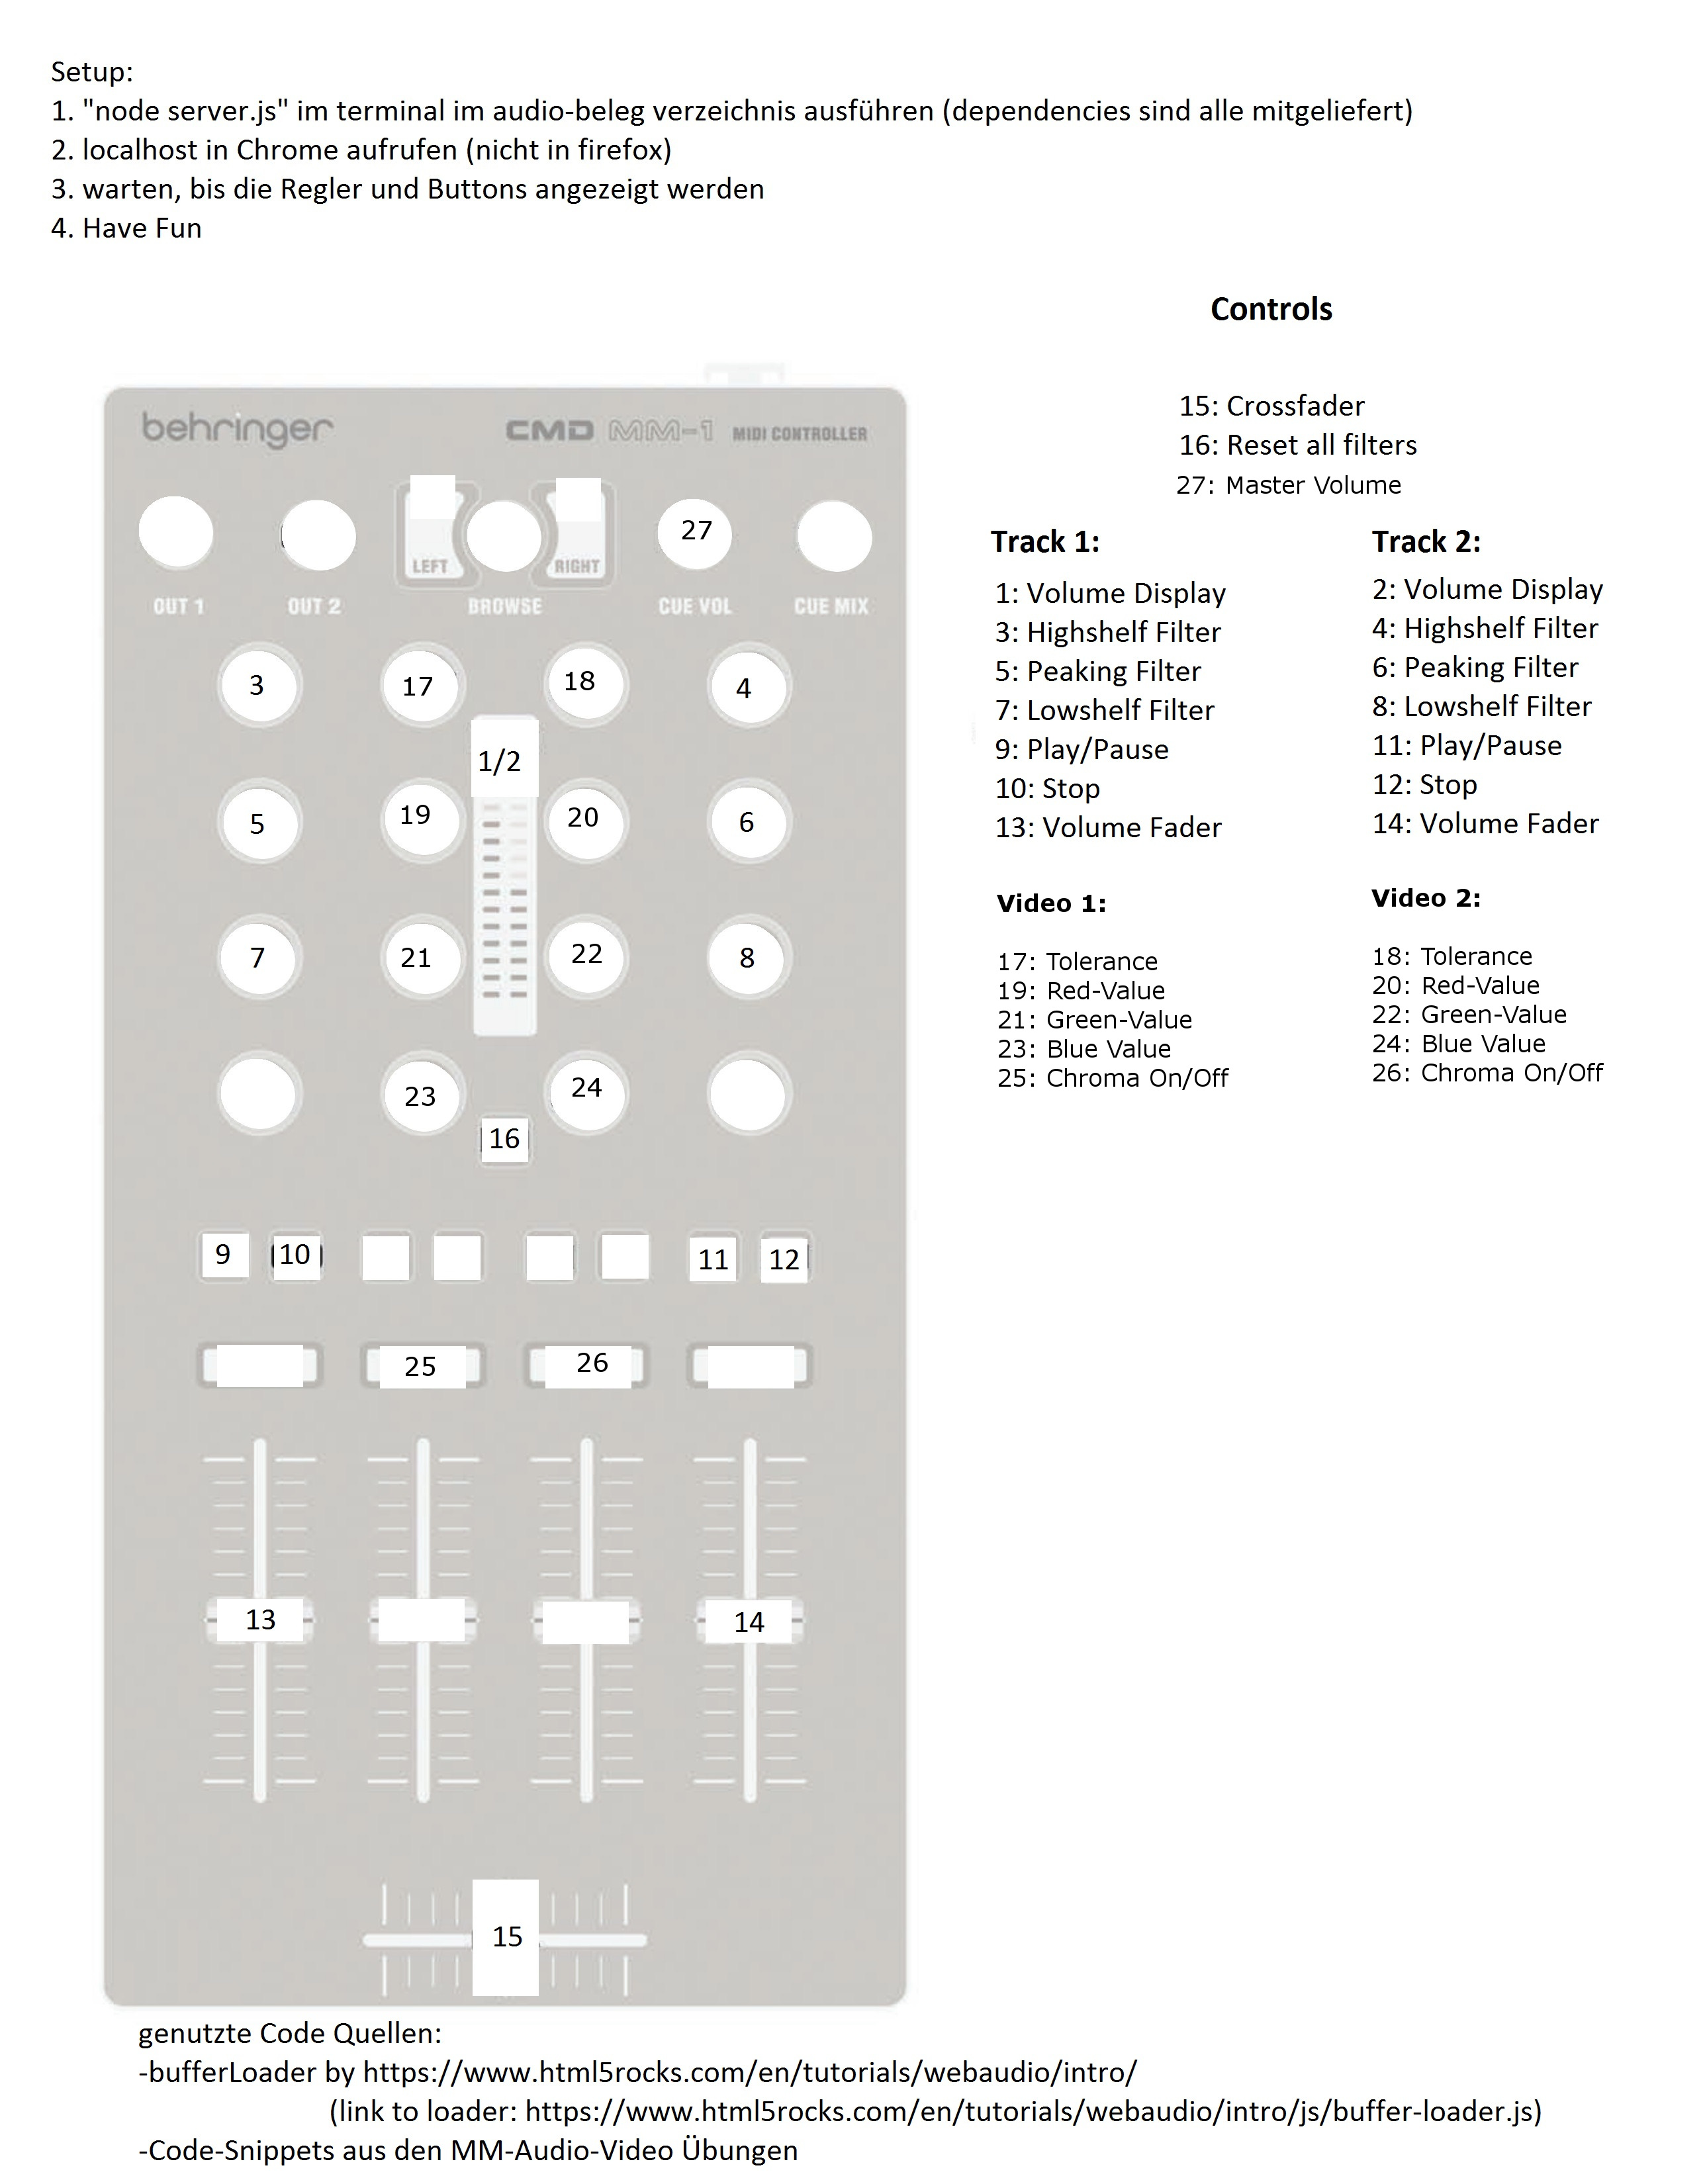 Setup:
1. "node server.js" im terminal im audio-beleg verzeichnis ausführen (dependencies sind alle mitgeliefert)
2. localhost in Chrome aufrufen (nicht in firefox)
3. warten, bis die Regler und Buttons angezeigt werden
4. Have Fun
Controls
15: Crossfader
16: Reset all filters
27: Master Volume
Track 1:
1: Volume Display
3: Highshelf Filter
5: Peaking Filter
7: Lowshelf Filter
9: Play/Pause
10: Stop
13: Volume Fader
Track 2:
2: Volume Display
4: Highshelf Filter
6: Peaking Filter
8: Lowshelf Filter
11: Play/Pause
12: Stop
14: Volume Fader
Video 1:
17: Tolerance
19: Red-Value
21: Green-Value
23: Blue Value
25: Chroma On/Off
Video 2:
18: Tolerance
20: Red-Value
22: Green-Value
24: Blue Value
26: Chroma On/Off
behringer CMD MM-1 MIDI CONTROLLER
27
LEFT RIGHT
OUT 1 OUT 2 BROWSE CUE VOL CUE MIX
3 17 18 4
1/2
5 19 20 6
7 21 22 8
23 24
16
9 10 11 12
25 26
13 14
15
genutzte Code Quellen:
-bufferLoader by https://www.html5rocks.com/en/tutorials/webaudio/intro/
(link to loader: https://www.html5rocks.com/en/tutorials/webaudio/intro/js/buffer-loader.js)
-Code-Snippets aus den MM-Audio-Video Übungen